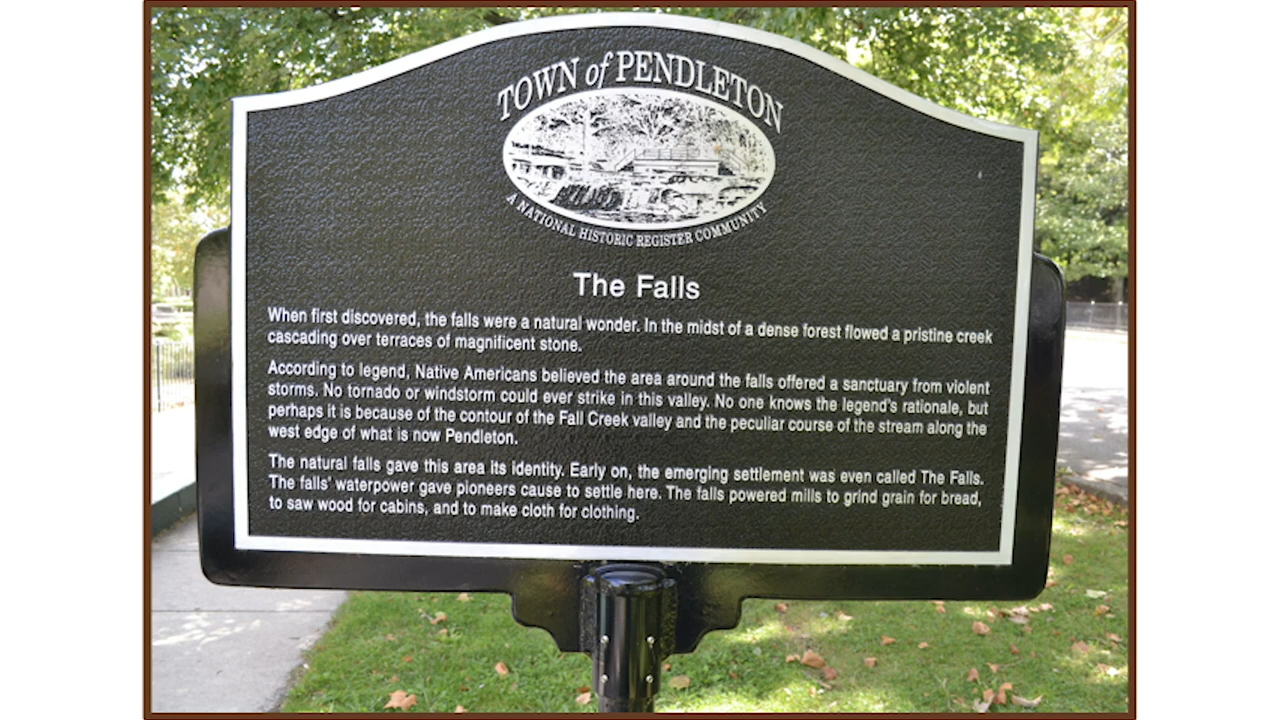 TOWN of PENDLETON
A NATIONAL HISTORIC REGISTER COMMUNITY
The Falls
When first discovered, the falls were a natural wonder. In the midst of a dense forest flowed a pristine creek
cascading over terraces of magnificent stone.
According to legend, Native Americans believed the area around the falls offered a sanctuary from violent
storms. No tornado or windstorm could ever strike in this valley. No one knows the legend's rationale, but
perhaps it is because of the contour of the Fall Creek valley and the peculiar course of the stream along the
west edge of what is now Pendleton.
The natural falls gave this area its identity. Early on, the emerging settlement was even called The Falls.
The falls' waterpower gave pioneers cause to settle here. The falls powered mills to grind grain for bread,
to saw wood for cabins, and to make cloth for clothing.